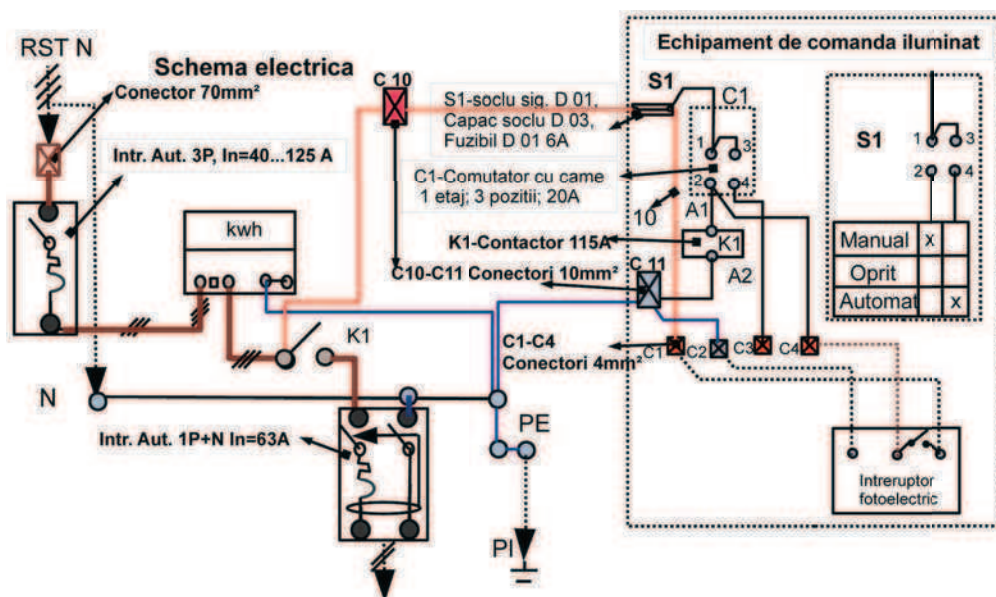 RST N
Schema electrica
Conector 70mm²
Intr. Aut. 3P, In=40...125 A
kwh
K1
N
Intr. Aut. 1P+N In=63A
PE
PI
C 10
S1-soclu sig. D 01,
Capac soclu D 03,
Fuzibil D 01 6A
C1-Comutator cu came
1 etaj; 3 pozitii; 20A
10
K1-Contactor 115A
C10-C11 Conectori 10mm²
C1-C4
Conectori 4mm²
Echipament de comanda iluminat
S1
C1
1
3
2
4
A1
K1
A2
C 11
C1
C2
C3
C4
S1
1
3
2
4
Manual x
Oprit
Automat x
Intreruptor
fotoelectric